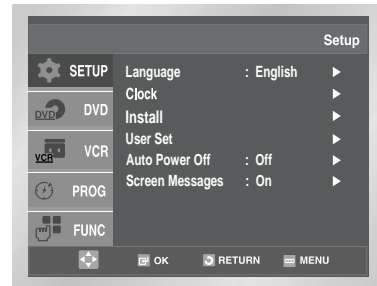 Setup
SETUP
DVD DVD
VCR VCR
PROG
FUNC
Language : English ▶
Clock ▶
Install ▶
User Set ▶
Auto Power Off : Off ▶
Screen Messages : On ▶
OK RETURN MENU